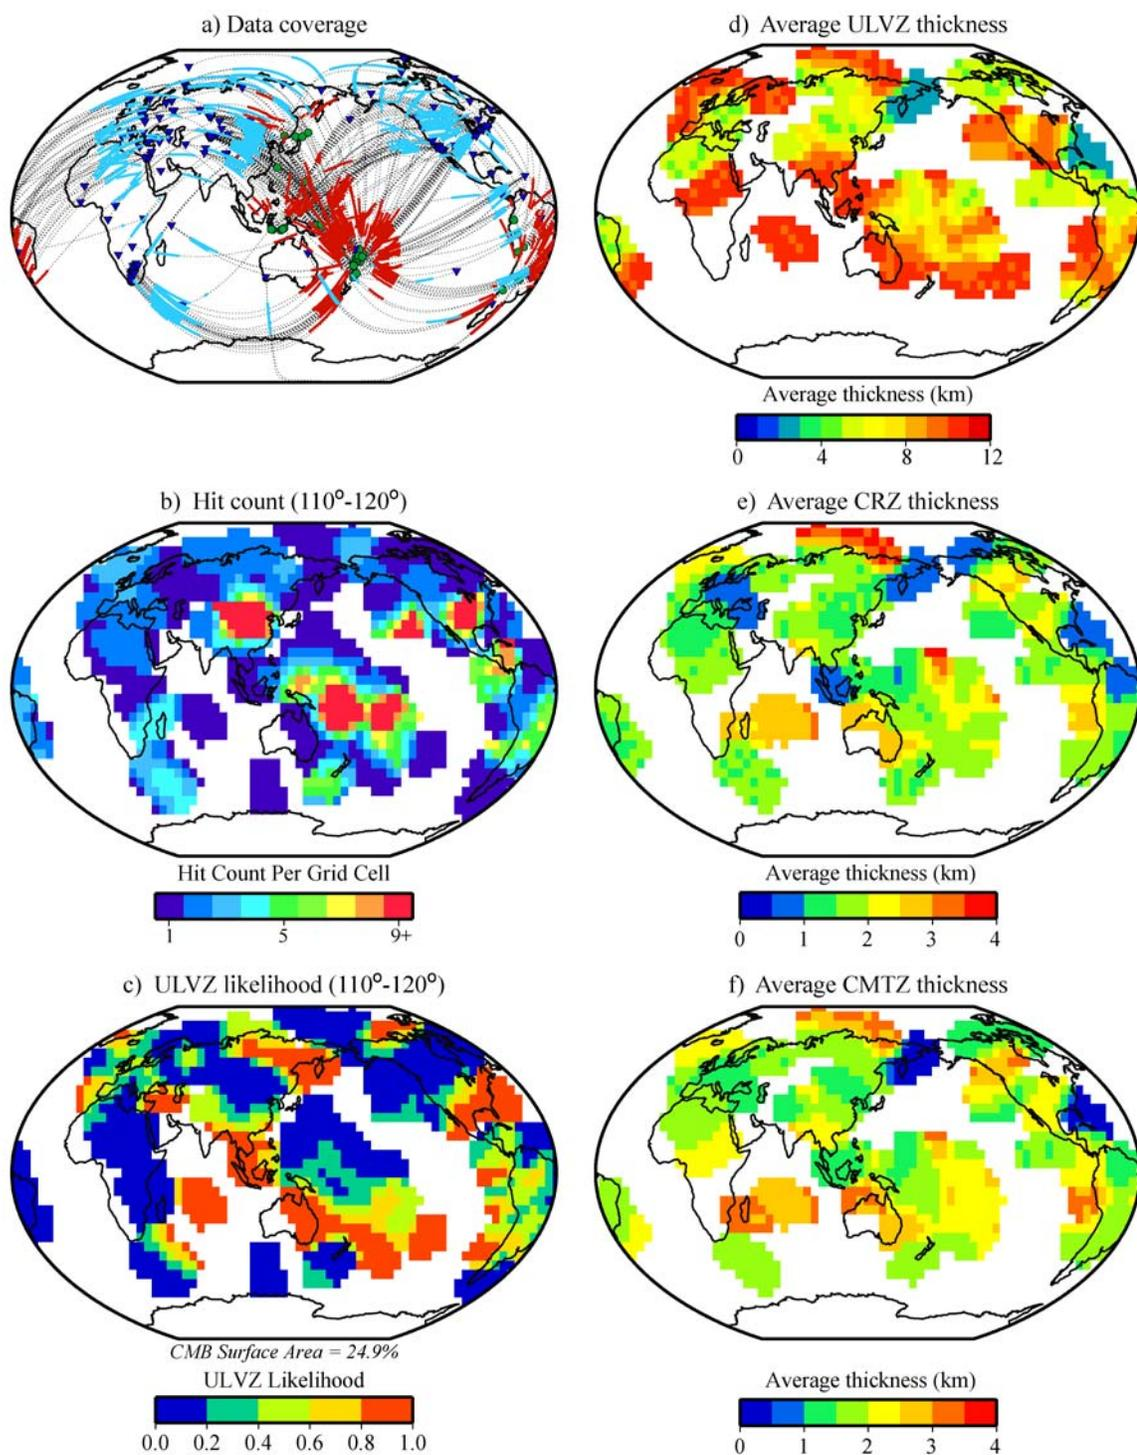 a) Data coverage
d) Average ULVZ thickness
Average thickness (km)
0 4 8 12
b) Hit count (110°-120°)
e) Average CRZ thickness
Hit Count Per Grid Cell
1 5 9+
Average thickness (km)
0 1 2 3 4
c) ULVZ likelihood (110°-120°)
f) Average CMTZ thickness
CMB Surface Area = 24.9%
ULVZ Likelihood
0.0 0.2 0.4 0.6 0.8 1.0
Average thickness (km)
0 1 2 3 4